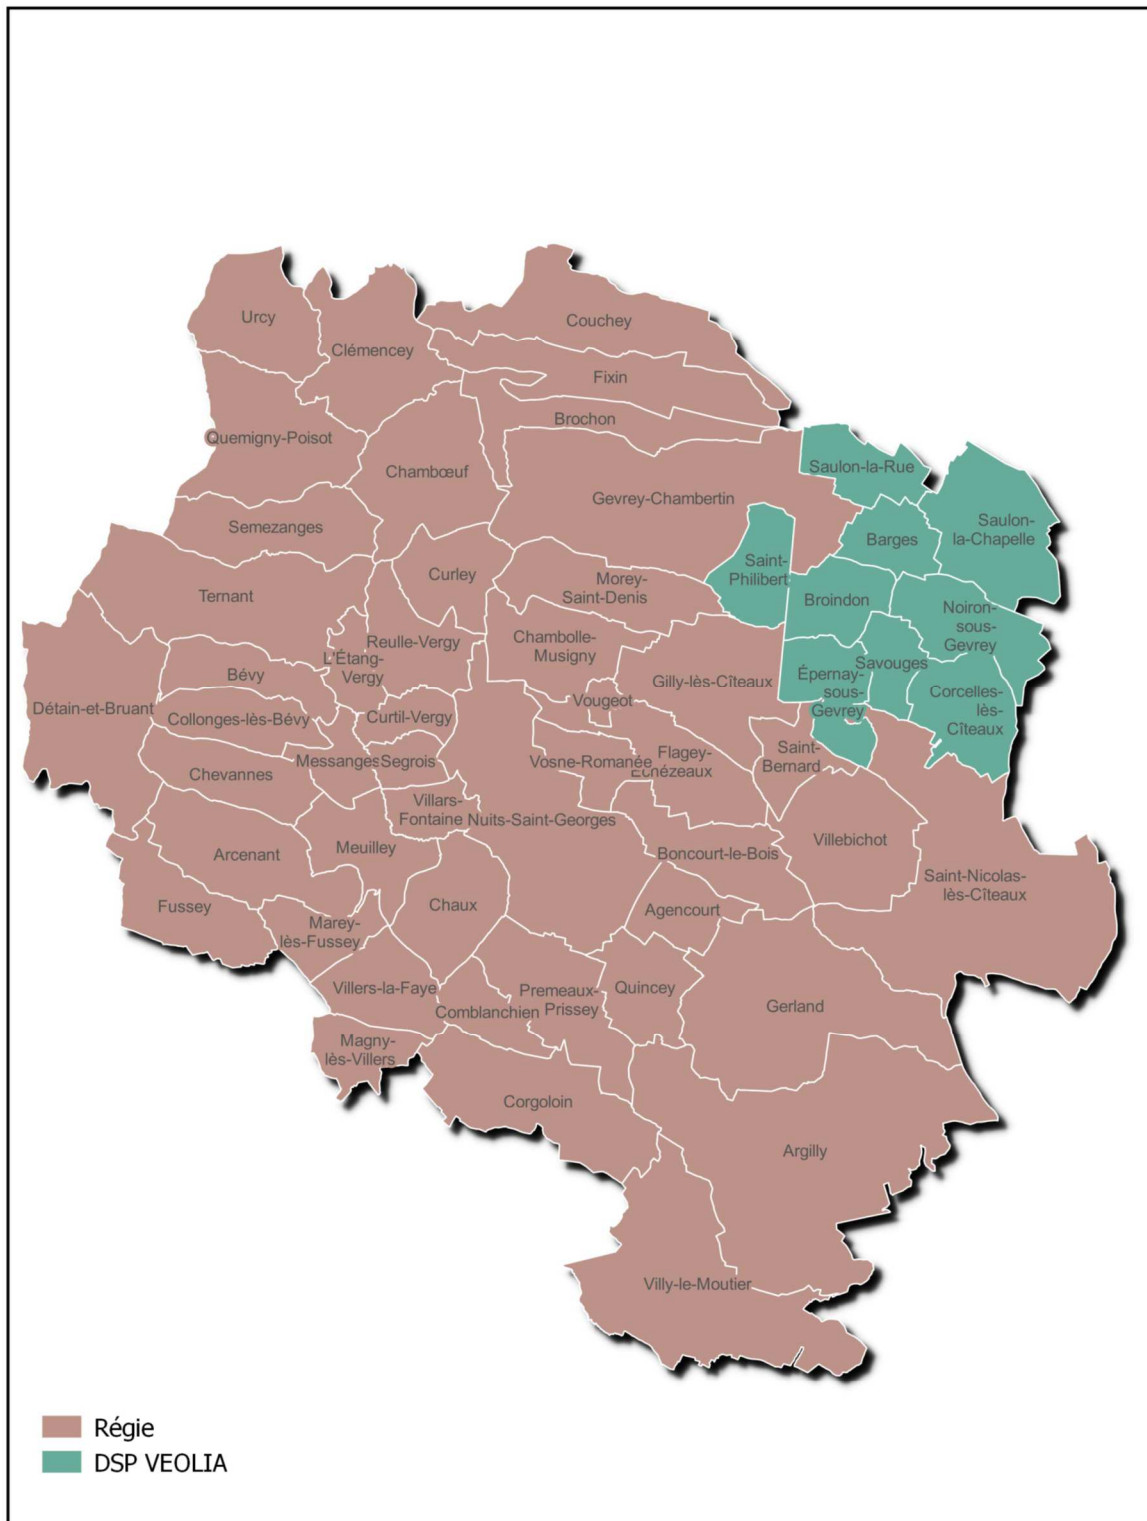 Urcy
Couchey
Clémencey
Fixin
Brochon
Quemigny-Poisot
Chambœuf
Saulon-la-Rue
Gevrey-Chambertin
Semezanges
Saulon-
la-Chapelle
Barges
Saint-
Philibert
Curley
Morey-
Saint-Denis
Ternant
Broindon
Noiron-
sous-
Gevrey
Reulle-Vergy
Chambolle-
Musigny
L'Étang-
Vergy
Savouges
Bévy
Gilly-lès-Cîteaux
Épernay-
sous-
Gevrey
Corcelles-
lès-
Cîteaux
Vougeot
Détain-et-Bruant
Collonges-lès-Bévy
Curtil-Vergy
Saint-
Bernard
Flagey-
Échézeaux
Vosne-Romanée
Messanges
Segrois
Chevannes
Villars-
Fontaine
Nuits-Saint-Georges
Villebichot
Meuilley
Arcenant
Boncourt-le-Bois
Saint-Nicolas-
lès-Cîteaux
Fussey
Chaux
Agencourt
Marey-
lès-Fussey
Villers-la-Faye
Premeaux-
Prissey
Quincey
Gerland
Comblanchien
Magny-
lès-Villers
Corgoloin
Argilly
Villy-le-Moutier
Régie
DSP VEOLIA